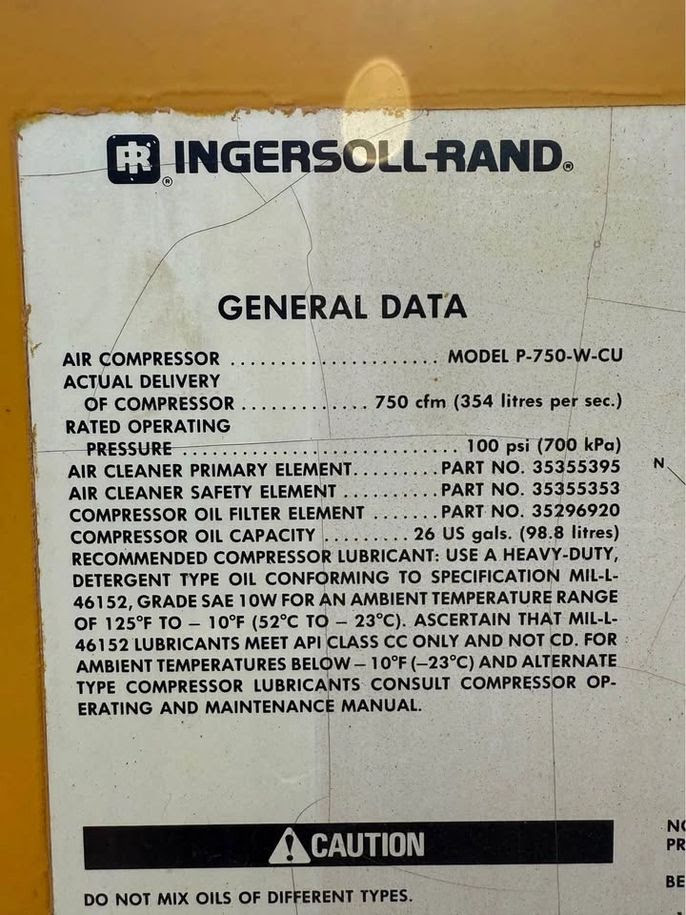 IR ® INGERSOLL-RAND®
GENERAL DATA
AIR COMPRESSOR ..................... MODEL P-750-W-CU
ACTUAL DELIVERY
OF COMPRESSOR ............. 750 cfm (354 litres per sec.)
RATED OPERATING
PRESSURE ............................ 100 psi (700 kPa)
AIR CLEANER PRIMARY ELEMENT........ PART NO. 35355395
AIR CLEANER SAFETY ELEMENT ......... PART NO. 35355353
COMPRESSOR OIL FILTER ELEMENT ...... PART NO. 35296920
COMPRESSOR OIL CAPACITY ......... 26 US gals. (98.8 litres)
RECOMMENDED COMPRESSOR LUBRICANT: USE A HEAVY-DUTY,
DETERGENT TYPE OIL CONFORMING TO SPECIFICATION MIL-L-
46152, GRADE SAE 10W FOR AN AMBIENT TEMPERATURE RANGE
OF 125°F TO – 10°F (52°C TO – 23°C). ASCERTAIN THAT MIL-L-
46152 LUBRICANTS MEET API CLASS CC ONLY AND NOT CD. FOR
AMBIENT TEMPERATURES BELOW – 10°F (–23°C) AND ALTERNATE
TYPE COMPRESSOR LUBRICANTS CONSULT COMPRESSOR OP-
ERATING AND MAINTENANCE MANUAL.
CAUTION
DO NOT MIX OILS OF DIFFERENT TYPES.
N
PR
BE